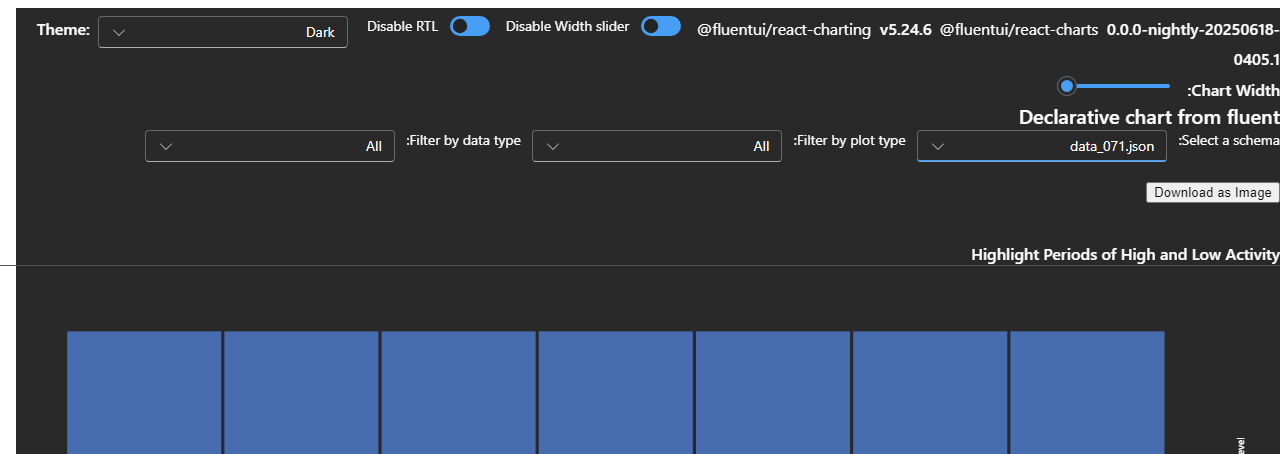 Theme: Dark Disable RTL Disable Width slider @fluentui/react-charting v5.24.6 @fluentui/react-charts 0.0.0-nightly-20250618-
0405.1
:Chart Width
Declarative chart from fluent
:Select a schema data_071.json :Filter by plot type All :Filter by data type All
Download as Image
Highlight Periods of High and Low Activity